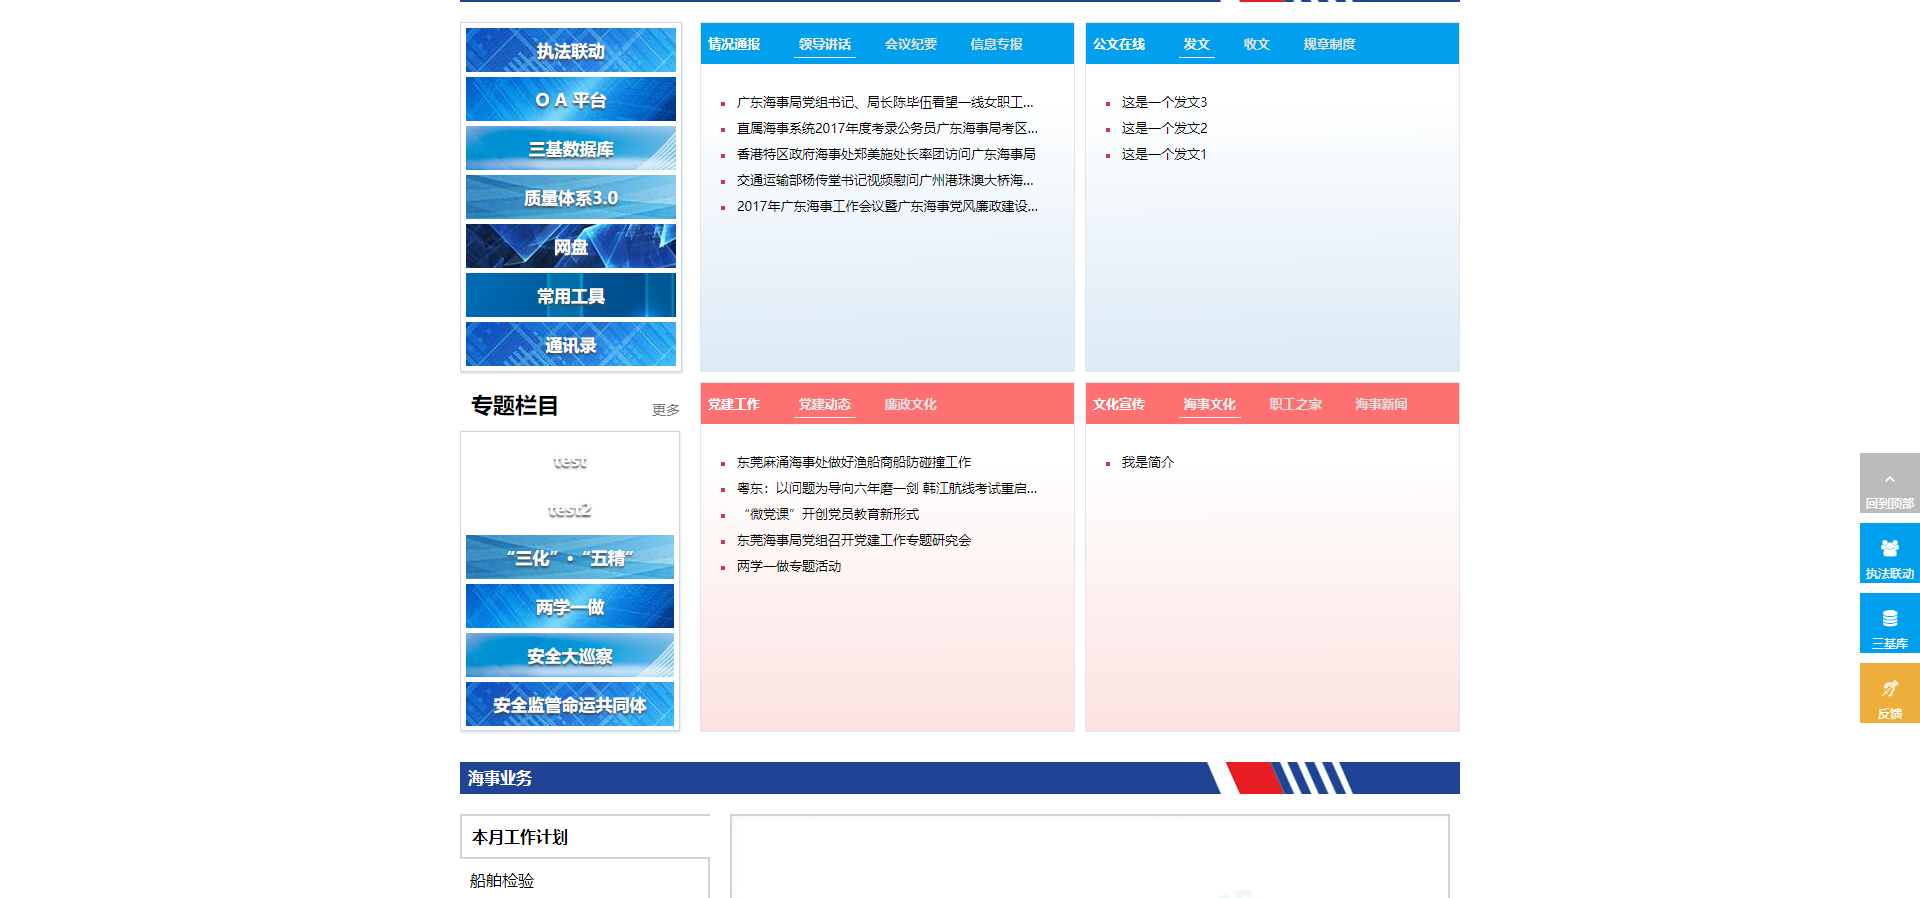 执法联动
O A 平台
三基数据库
质量体系3.0
网盘
常用工具
通讯录
情况通报 领导讲话 会议纪要 信息专报
广东海事局党组书记、局长陈毕伍看望一线女职工...
直属海事系统2017年度考录公务员广东海事局考区...
香港特区政府海事处郑美施处长率团访问广东海事局
交通运输部杨传堂书记视频慰问广州港珠澳大桥海...
2017年广东海事工作会议暨广东海事党风廉政建设...
公文在线 发文 收文 规章制度
这是一个发文3
这是一个发文2
这是一个发文1
专题栏目 更多
test
test2
“三化”·“五精”
两学一做
安全大巡察
安全监管命运共同体
党建工作 党建动态 廉政文化
东莞麻涌海事处做好渔船商船防碰撞工作
粤东：以问题为导向六年磨一剑 韩江航线考试重启...
“微党课”开创党员教育新形式
东莞海事局党组召开党建工作专题研究会
两学一做专题活动
文化宣传 海事文化 职工之家 海事新闻
我是简介
回到顶部
执法联动
三基库
反馈
海事业务
本月工作计划
船舶检验